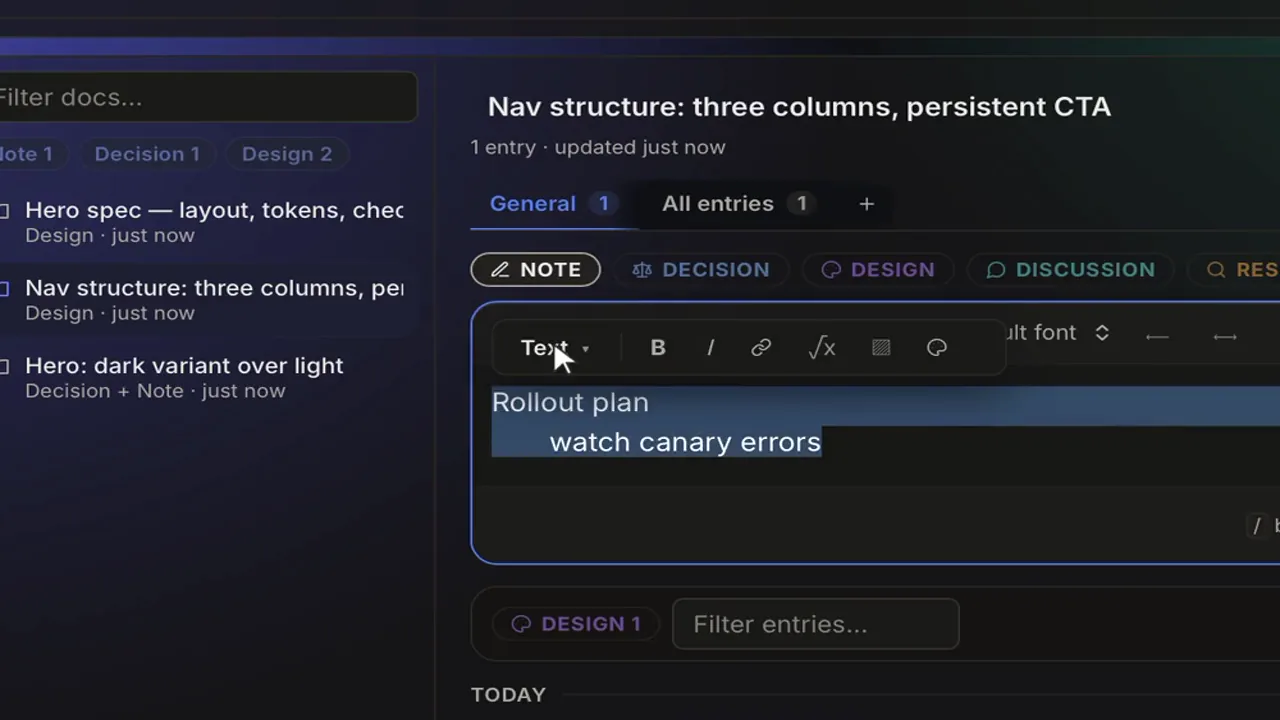 Filter docs...
Note 1 Decision 1 Design 2
Hero spec — layout, tokens, chec
Design · just now
Nav structure: three columns, per
Design · just now
Hero: dark variant over light
Decision + Note · just now
Nav structure: three columns, persistent CTA
1 entry · updated just now
General 1 All entries 1 +
NOTE DECISION DESIGN DISCUSSION RES
Text B I √x ult font
Rollout plan
watch canary errors
/ b
DESIGN 1 Filter entries...
TODAY